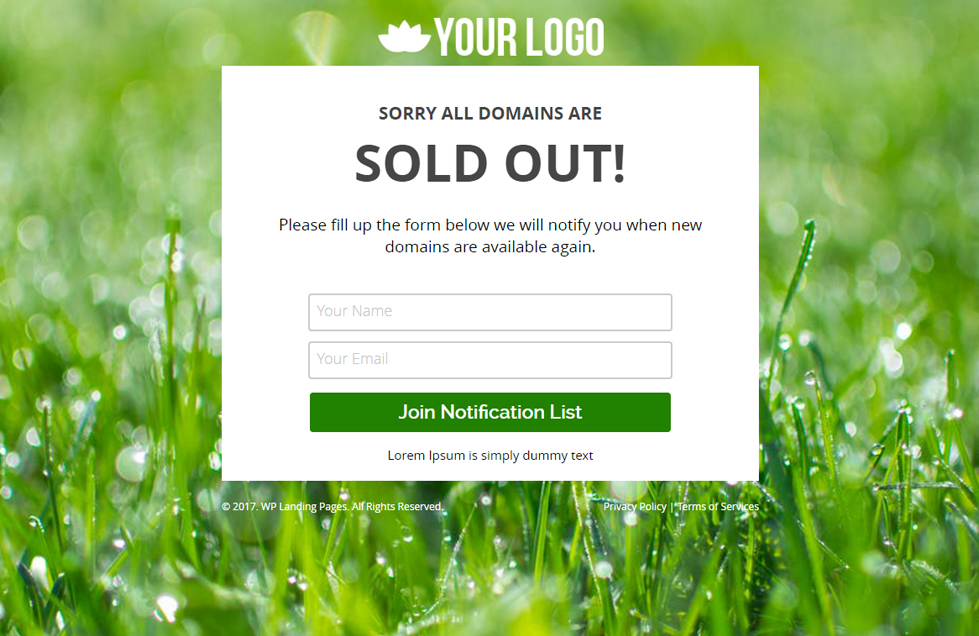 YOUR LOGO
SORRY ALL DOMAINS ARE
SOLD OUT!
Please fill up the form below we will notify you when new
domains are available again.
Your Name
Your Email
Join Notification List
Lorem Ipsum is simply dummy text
© 2017. WP Landing Pages. All Rights Reserved.
Privacy Policy | Terms of Services